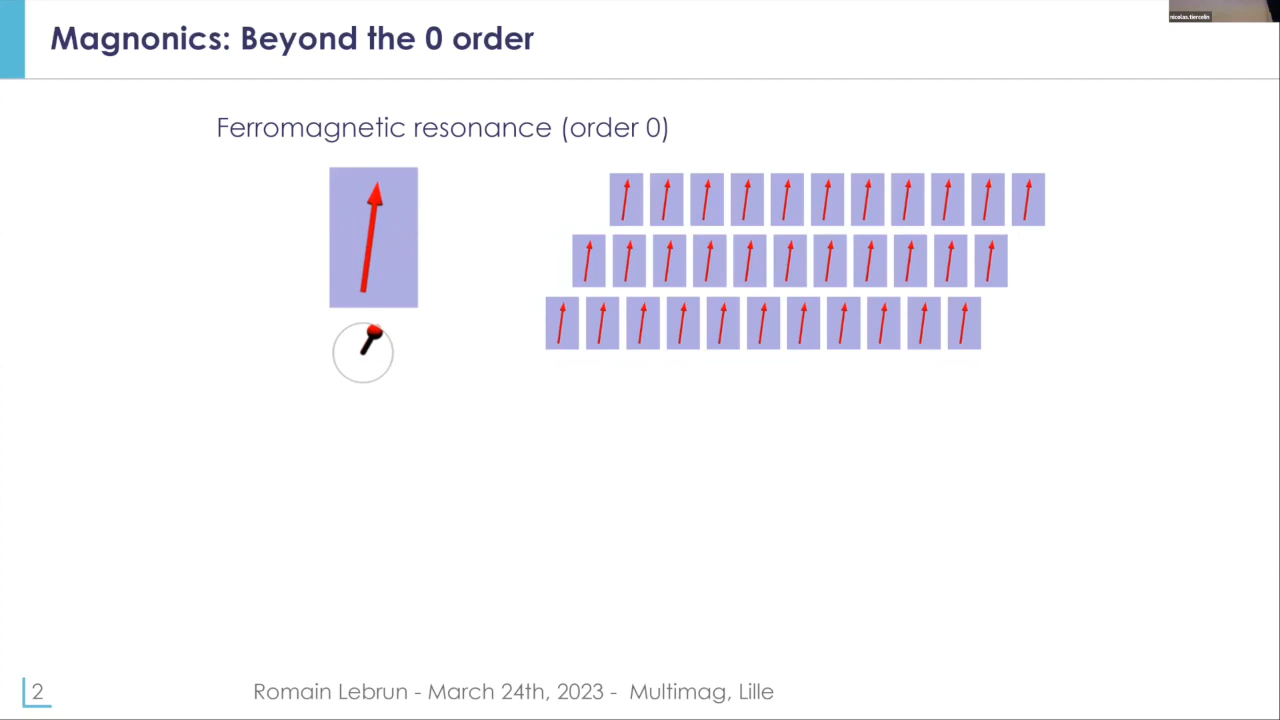 nicolas.tiercelin
Magnonics: Beyond the 0 order
Ferromagnetic resonance (order 0)
2
Romain Lebrun - March 24th, 2023 - Multimag, Lille